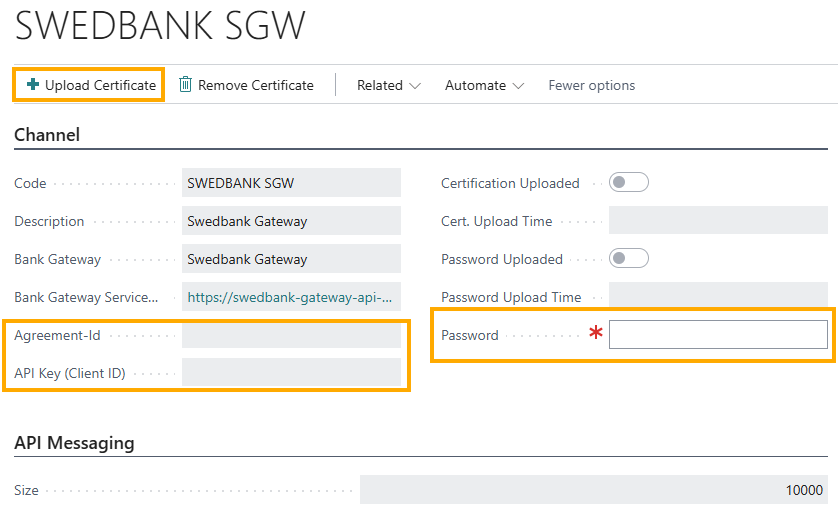 SWEDBANK SGW
+ Upload Certificate Remove Certificate Related Automate Fewer options
Channel
Code SWEDBANK SGW
Description Swedbank Gateway
Bank Gateway Swedbank Gateway
Bank Gateway Service... https://swedbank-gateway-api-...
Agreement-Id
API Key (Client ID)
Certification Uploaded
Cert. Upload Time
Password Uploaded
Password Upload Time
Password *
API Messaging
Size 10000